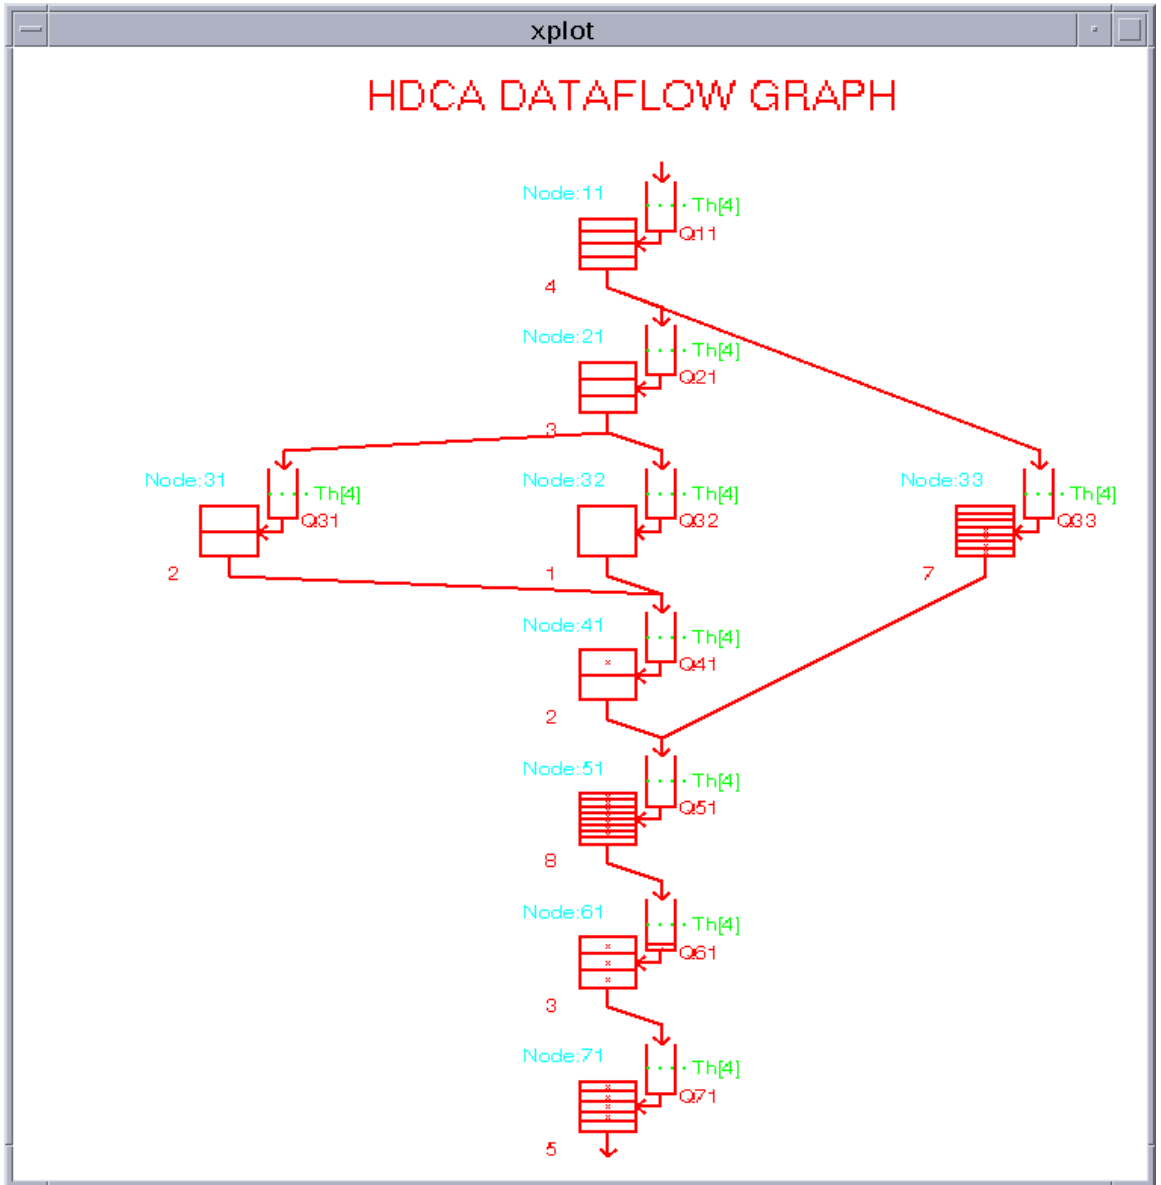 xplot
HDCA DATAFLOW GRAPH
Node:11
Th[4]
Q11
4
Node:21
Th[4]
Q21
3
Node:31
Th[4]
Q31
2
Node:32
Th[4]
Q32
1
Node:33
Th[4]
Q33
7
Node:41
Th[4]
Q41
2
Node:51
Th[4]
Q51
8
Node:61
Th[4]
Q61
3
Node:71
Th[4]
Q71
5